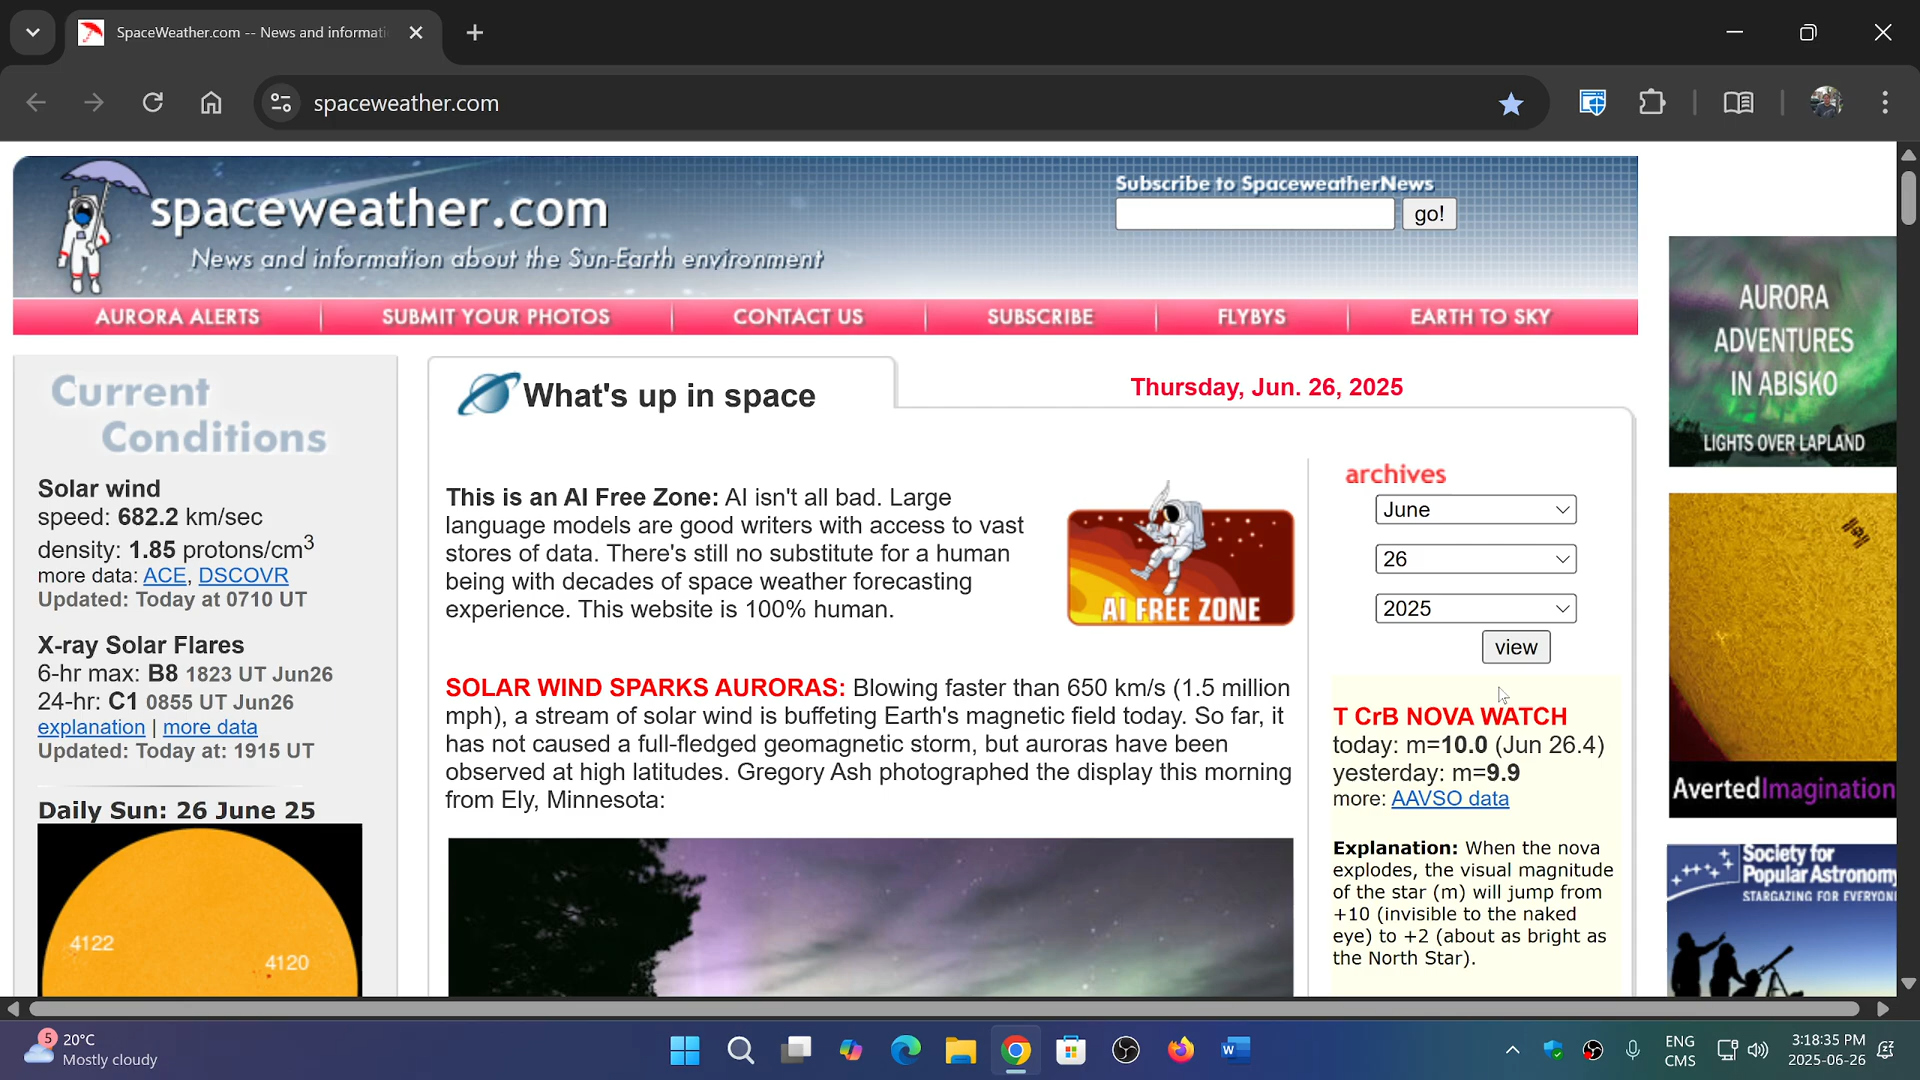 SpaceWeather.com -- News and informati
spaceweather.com
spaceweather.com
News and information about the Sun-Earth environment
Subscribe to SpaceweatherNews
go!
AURORA ALERTS
SUBMIT YOUR PHOTOS
CONTACT US
SUBSCRIBE
FLYBYS
EARTH TO SKY
Current
Conditions
Solar wind
speed: 682.2 km/sec
density: 1.85 protons/cm3
more data: ACE, DSCOVR
Updated: Today at 0710 UT
X-ray Solar Flares
6-hr max: B8 1823 UT Jun26
24-hr: C1 0855 UT Jun26
explanation | more data
Updated: Today at: 1915 UT
Daily Sun: 26 June 25
4122
4120
What's up in space
Thursday, Jun. 26, 2025
This is an AI Free Zone: AI isn't all bad. Large
language models are good writers with access to vast
stores of data. There's still no substitute for a human
being with decades of space weather forecasting
experience. This website is 100% human.
AI FREE ZONE
SOLAR WIND SPARKS AURORAS: Blowing faster than 650 km/s (1.5 million
mph), a stream of solar wind is buffeting Earth's magnetic field today. So far, it
has not caused a full-fledged geomagnetic storm, but auroras have been
observed at high latitudes. Gregory Ash photographed the display this morning
from Ely, Minnesota:
archives
June
26
2025
view
T CrB NOVA WATCH
today: m=10.0 (Jun 26.4)
yesterday: m=9.9
more: AAVSO data
Explanation: When the nova
explodes, the visual magnitude
of the star (m) will jump from
+10 (invisible to the naked
eye) to +2 (about as bright as
the North Star).
AURORA
ADVENTURES
IN ABISKO
LIGHTS OVER LAPLAND
AvertedImagination
Society for
Popular Astronomy
STARGAZING FOR EVERYON
5
20°C
Mostly cloudy
W
ENG
CMS
3:18:35 PM
2025-06-26